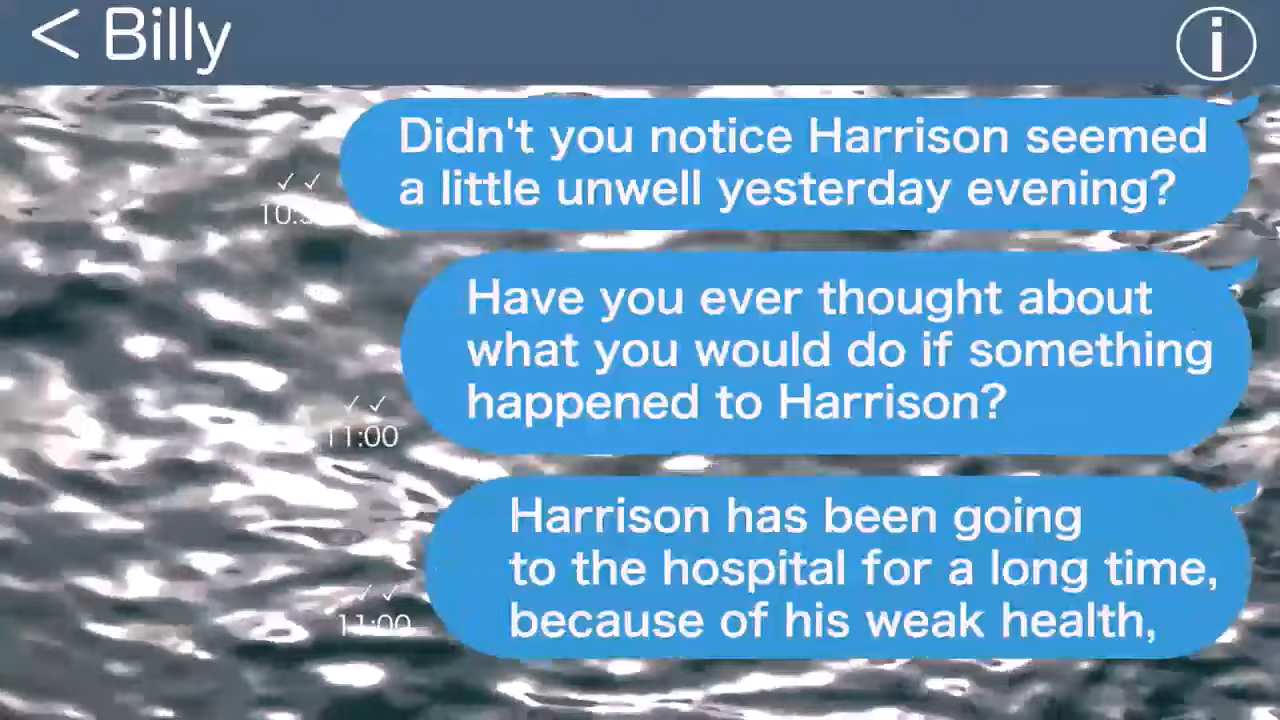 < Billy
i
Didn't you notice Harrison seemed
a little unwell yesterday evening?
Have you ever thought about
what you would do if something
happened to Harrison?
11:00
Harrison has been going
to the hospital for a long time,
because of his weak health,
11:00